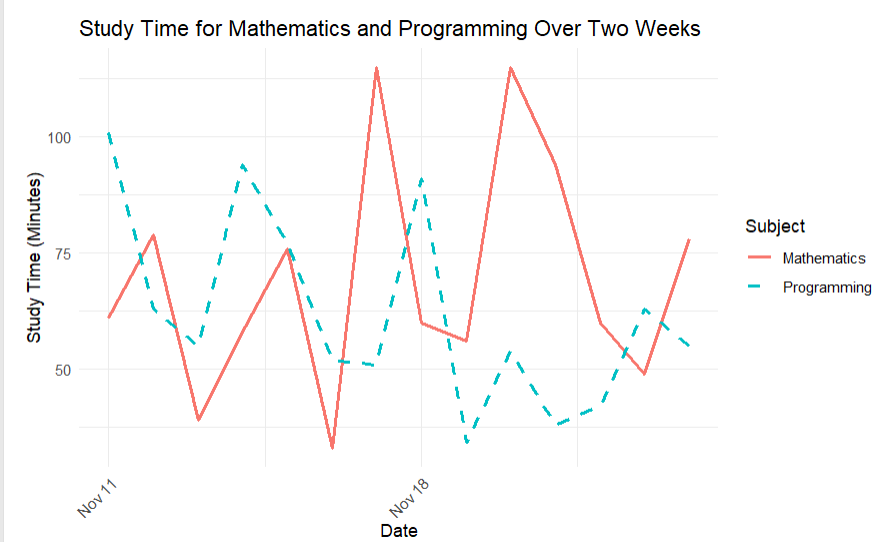 Study Time for Mathematics and Programming Over Two Weeks
100
75
50
Study Time (Minutes)
Nov 11
Nov 18
Date
Subject
Mathematics
Programming